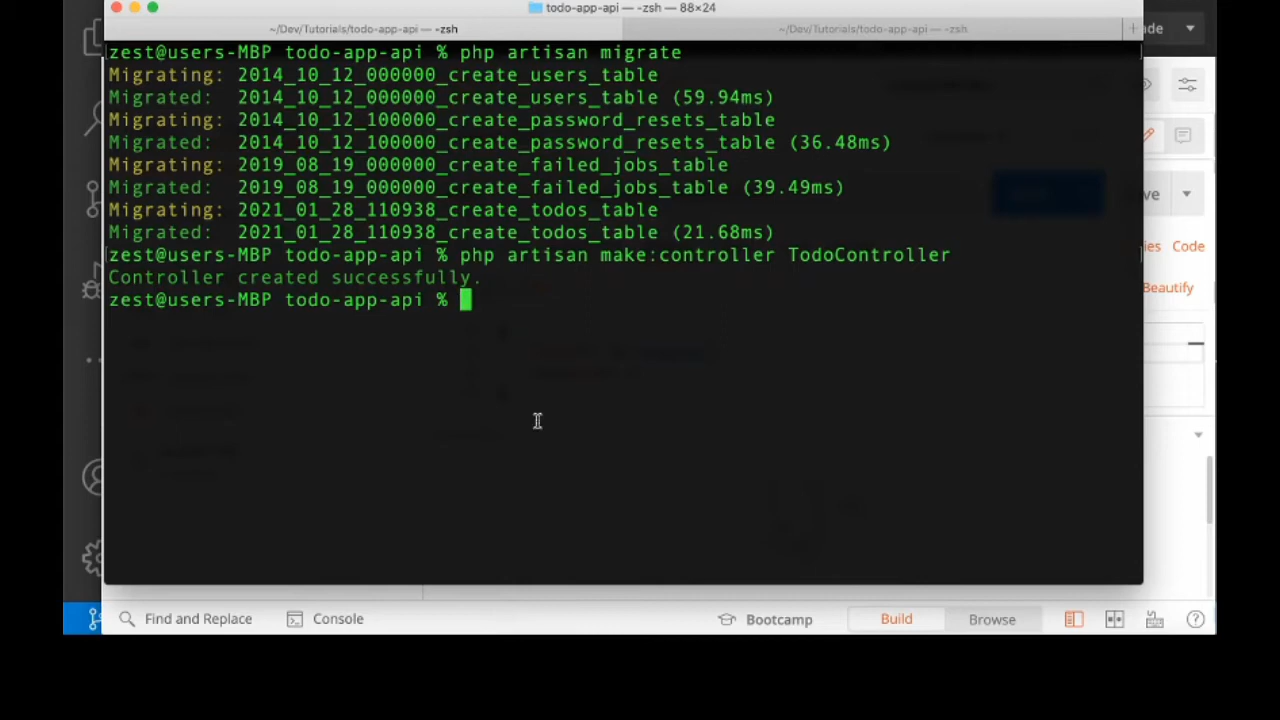 todo-app-api — -zsh — 88×24
~/Dev/Tutorials/todo-app-api — -zsh
~/Dev/Tutorials/todo-app-api — -zsh
ade
zest@users-MBP todo-app-api % php artisan migrate
Migrating: 2014_10_12_000000_create_users_table
Migrated: 2014_10_12_000000_create_users_table (59.94ms)
Migrating: 2014_10_12_100000_create_password_resets_table
Migrated: 2014_10_12_100000_create_password_resets_table (36.48ms)
Migrating: 2019_08_19_000000_create_failed_jobs_table
Migrated: 2019_08_19_000000_create_failed_jobs_table (39.49ms)
Migrating: 2021_01_28_110938_create_todos_table
Migrated: 2021_01_28_110938_create_todos_table (21.68ms)
zest@users-MBP todo-app-api % php artisan make:controller TodoController
Controller created successfully.
zest@users-MBP todo-app-api %
ve
ies Code
Beautify
Find and Replace Console Bootcamp Build Browse